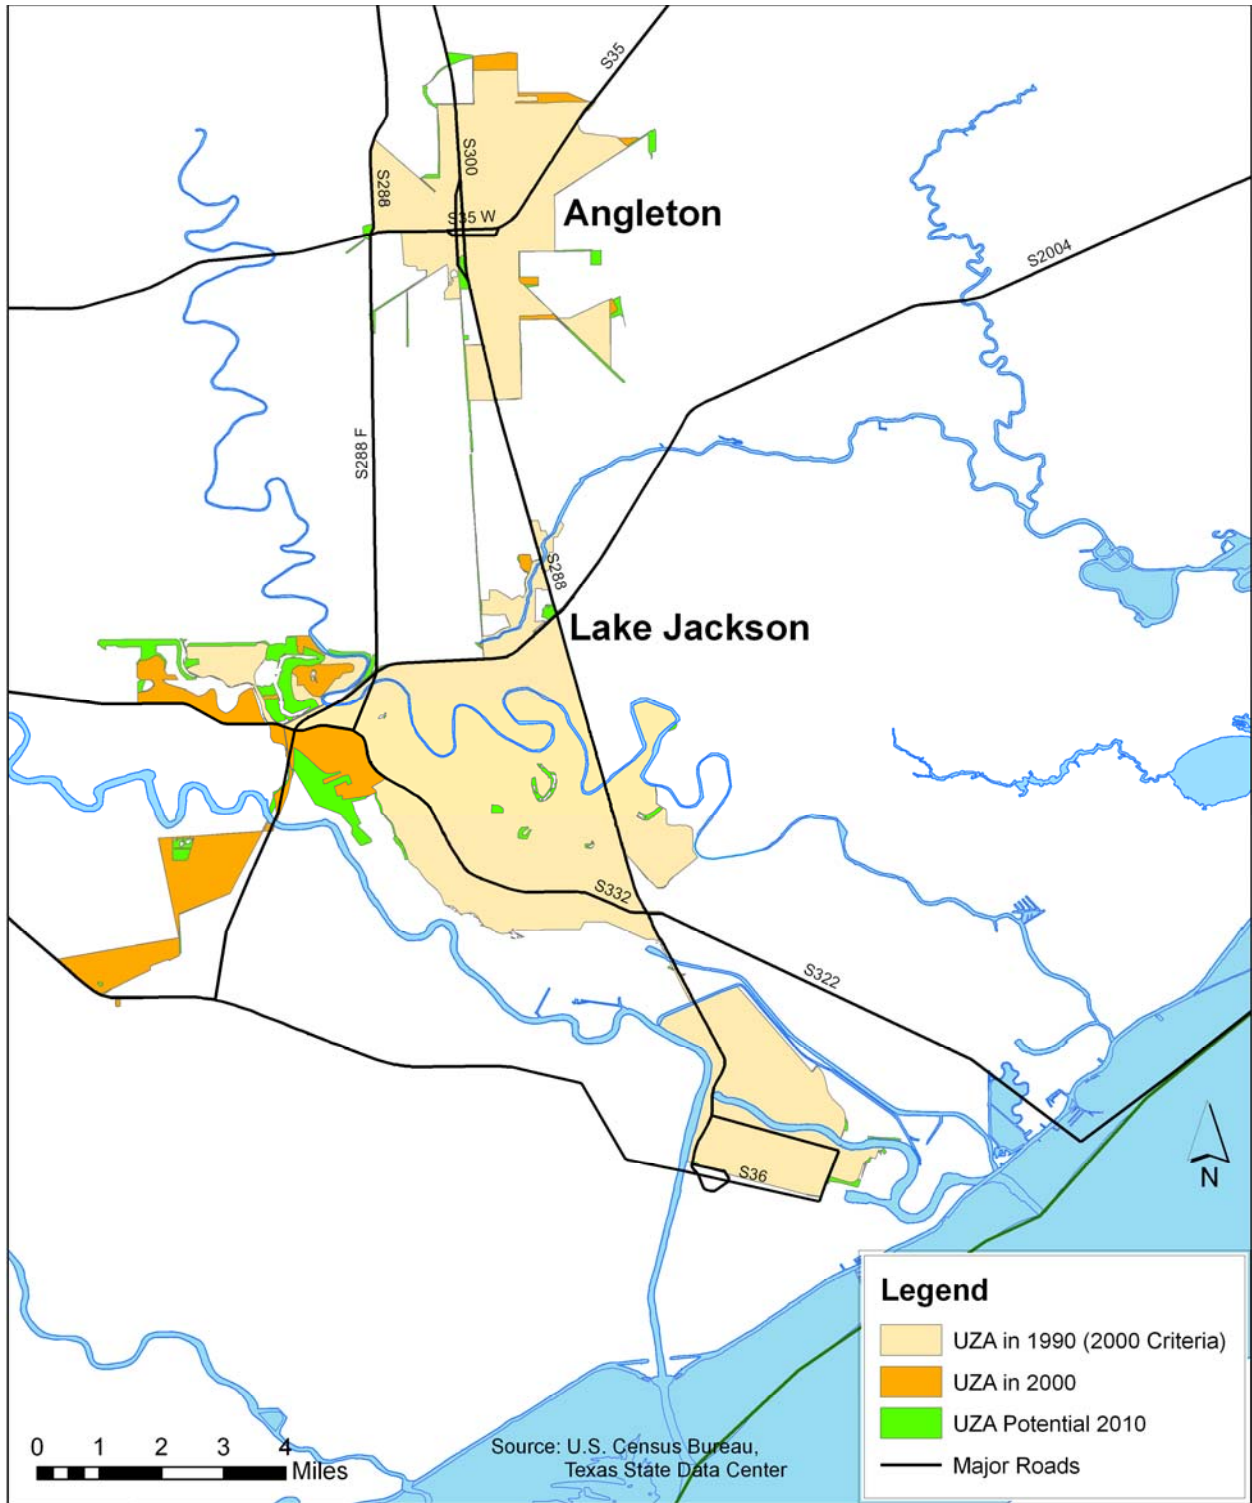 S35
S300
S288
S35 W
Angleton
S2004
S288 F
S288
Lake Jackson
S332
S322
S36
N
Legend
UZA in 1990 (2000 Criteria)
UZA in 2000
UZA Potential 2010
Major Roads
0 1 2 3 4
Miles
Source: U.S. Census Bureau,
Texas State Data Center